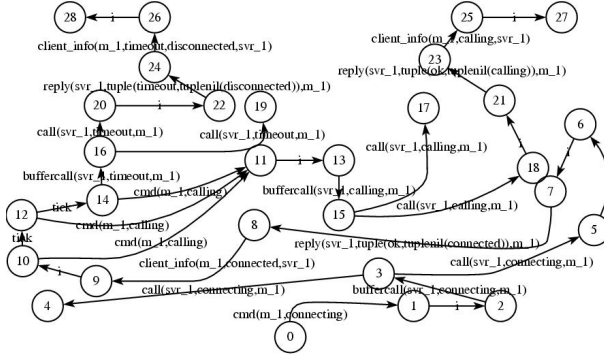 28
i
26
25
i
27
client_info(m_1,timeout,disconnected,svr_1)
client_info(m_1,calling,svr_1)
24
23
reply(svr_1,tuple(ok,tuplenil(calling)),m_1)
reply(svr_1,tuple(timeout,tuplenil(disconnected)),m_1)
20
i
22
19
17
21
6
call(svr_1,timeout,m_1)
call(svr_1,timeout,m_1)
i
i
16
11
i
13
call(svr_1,calling,m_1)
18
buffercall(svr_1,timeout,m_1)
buffercall(svr_1,calling,m_1)
7
14
cmd(m_1,calling)
12
tick
15
call(svr_1,calling,m_1)
cmd(m_1,calling)
8
5
tick
cmd(m_1,calling)
reply(svr_1,tuple(ok,tuplenil(connected)),m_1)
10
i
9
client_info(m_1,connected,svr_1)
3
call(svr_1,connecting,m_1)
call(svr_1,connecting,m_1)
buffercall(svr_1,connecting,m_1)
4
cmd(m_1,connecting)
1
i
2
0